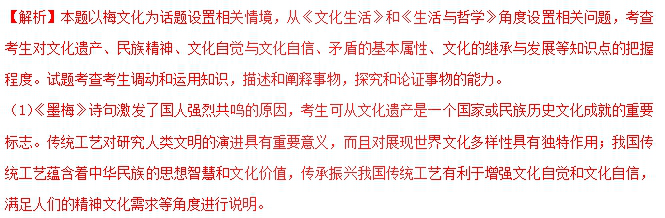 【解析】本题以梅文化为话题设置相关情境，从《文化生活》和《生活与哲学》角度设置相关问题，考查
考生对文化遗产、民族精神、文化自觉与文化自信、矛盾的基本属性、文化的继承与发展等知识点的把握
程度。试题考查考生调动和运用知识，描述和阐释事物，探究和论证事物的能力。
（1）《墨梅》诗句激发了国人强烈共鸣的原因，考生可从文化遗产是一个国家或民族历史文化成就的重要
标志。传统工艺对研究人类文明的演进具有重要意义，而且对展现世界文化多样性具有独特作用；我国传
统工艺蕴含着中华民族的思想智慧和文化价值，传承振兴我国传统工艺有利于增强文化自觉和文化自信，
满足人们的精神文化需求等角度进行说明。